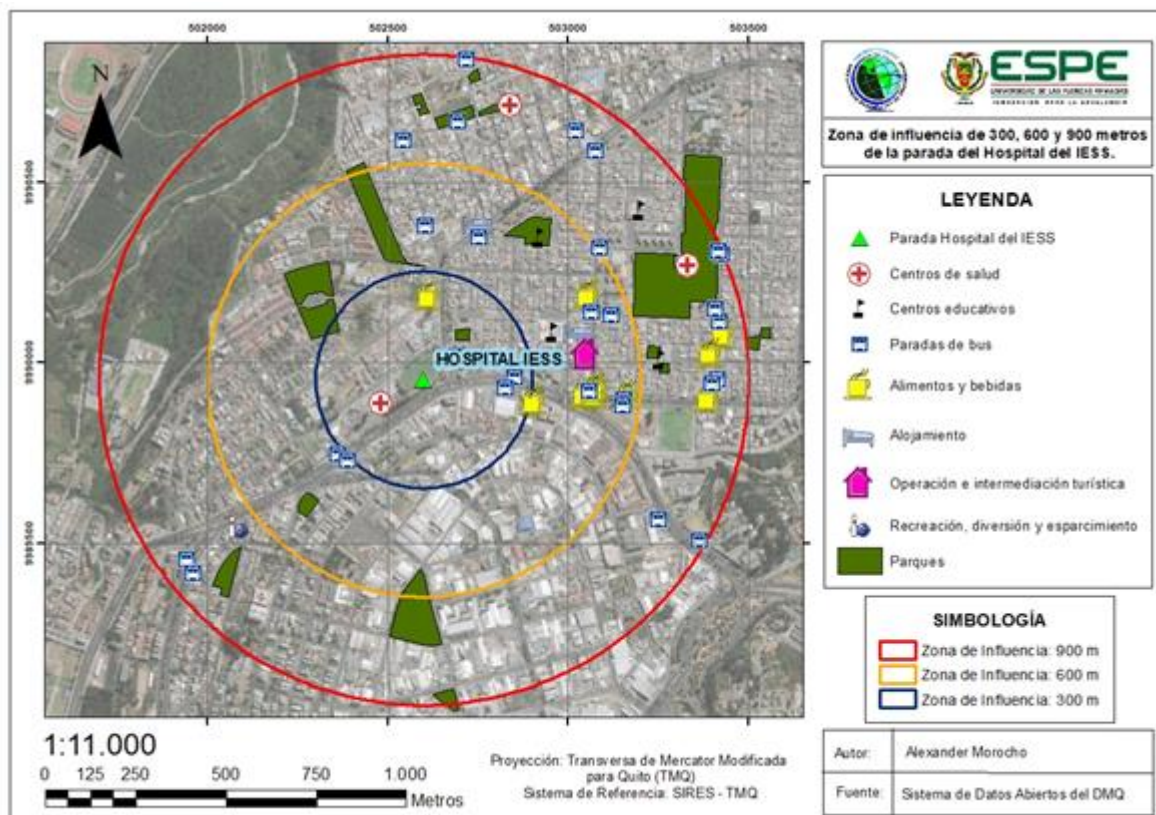 502000 502500 503000 503500
N
HOSPITAL IESS
1:11.000
0 125 250 500 750 1.000
Metros
Proyección: Transversa de Mercator Modificada
para Quito (TMQ)
Sistema de Referencia: SIRES - TMQ
ESPE
Zona de influencia de 300, 600 y 900 metros
de la parada del Hospital del IESS.
LEYENDA
Parada Hospital del IESS
Centros de salud
Centros educativos
Paradas de bus
Alimentos y bebidas
Alojamiento
Operación e intermediación turística
Recreación, diversión y esparcimiento
Parques
SIMBOLOGÍA
Zona de Influencia: 900 m
Zona de Influencia: 600 m
Zona de Influencia: 300 m
Autor: Alexander Morocho
Fuente: Sistema de Datos Abiertos del DMQ